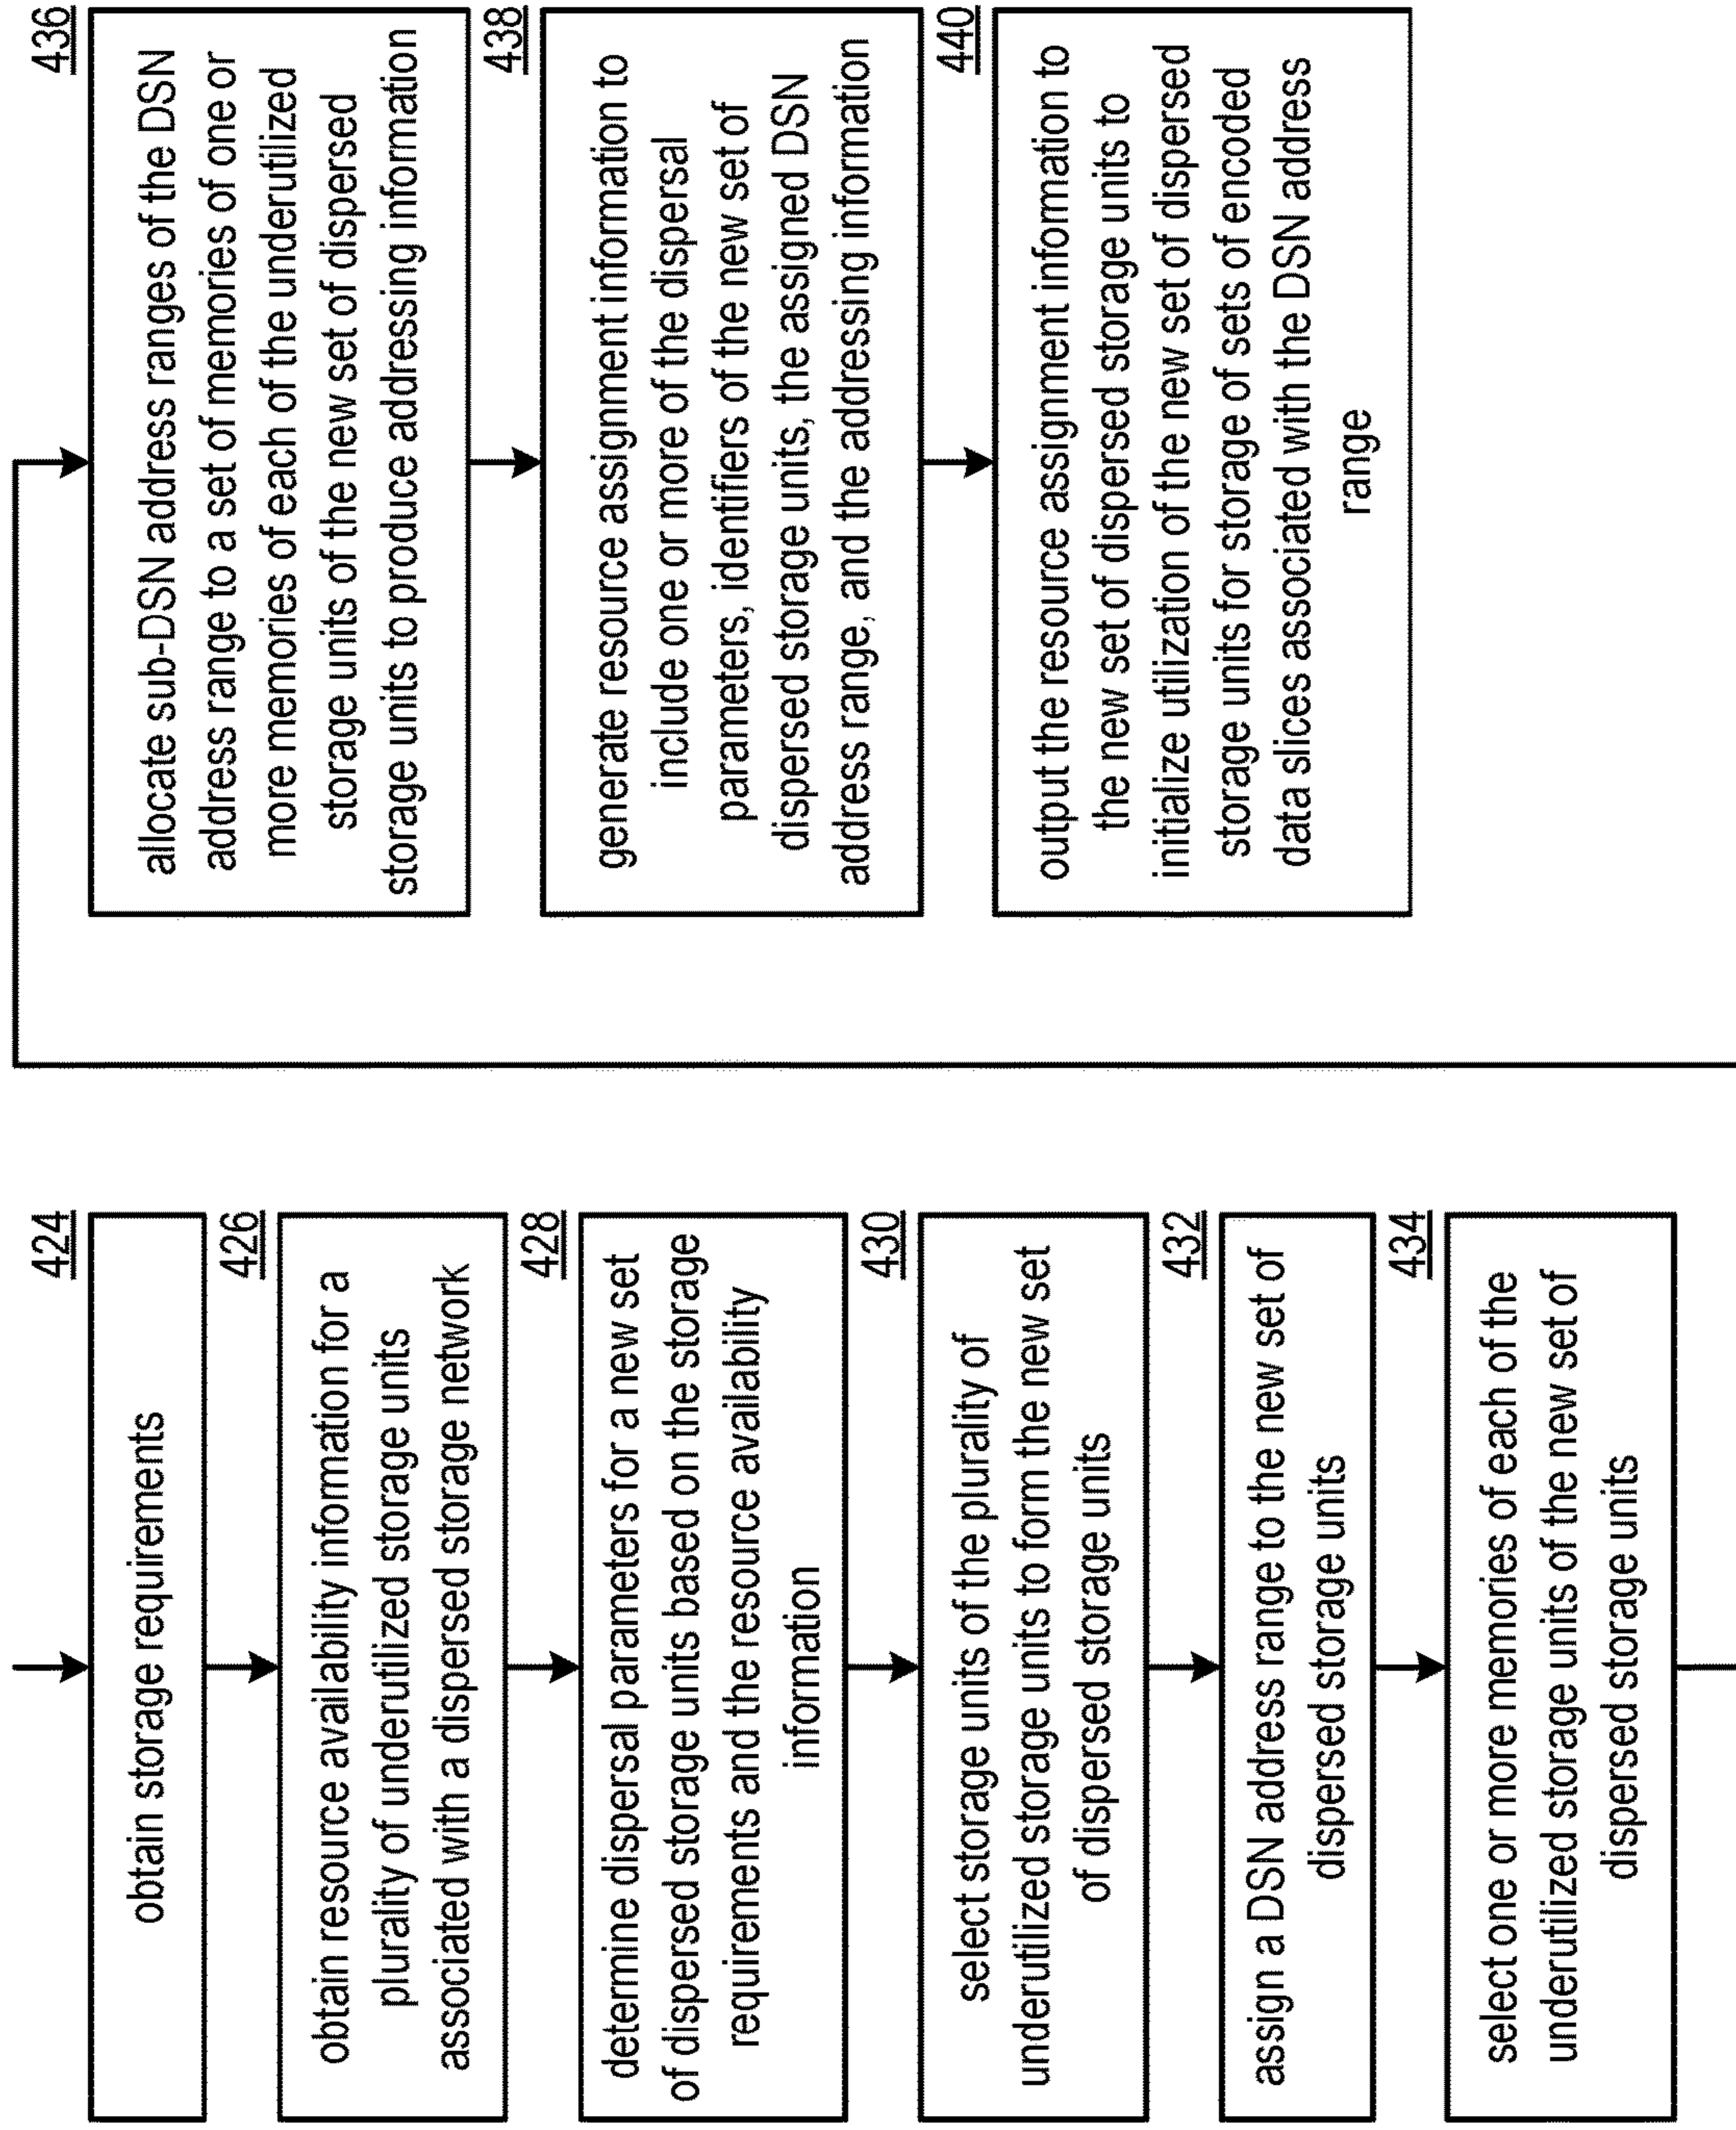 424
obtain storage requirements
426
obtain resource availability information for a
plurality of underutilized storage units
associated with a dispersed storage network
428
determine dispersal parameters for a new set
of dispersed storage units based on the storage
requirements and the resource availability
information
430
select storage units of the plurality of
underutilized storage units to form the new set
of dispersed storage units
432
assign a DSN address range to the new set of
dispersed storage units
434
select one or more memories of each of the
underutilized storage units of the new set of
dispersed storage units
436
allocate sub-DSN address ranges of the DSN
address range to a set of memories of one or
more memories of each of the underutilized
storage units of the new set of dispersed
storage units to produce addressing information
438
generate resource assignment information to
include one or more of the dispersal
parameters, identifiers of the new set of
dispersed storage units, the assigned DSN
address range, and the addressing information
440
output the resource assignment information to
the new set of dispersed storage units to
initialize utilization of the new set of dispersed
storage units for storage of sets of encoded
data slices associated with the DSN address
range